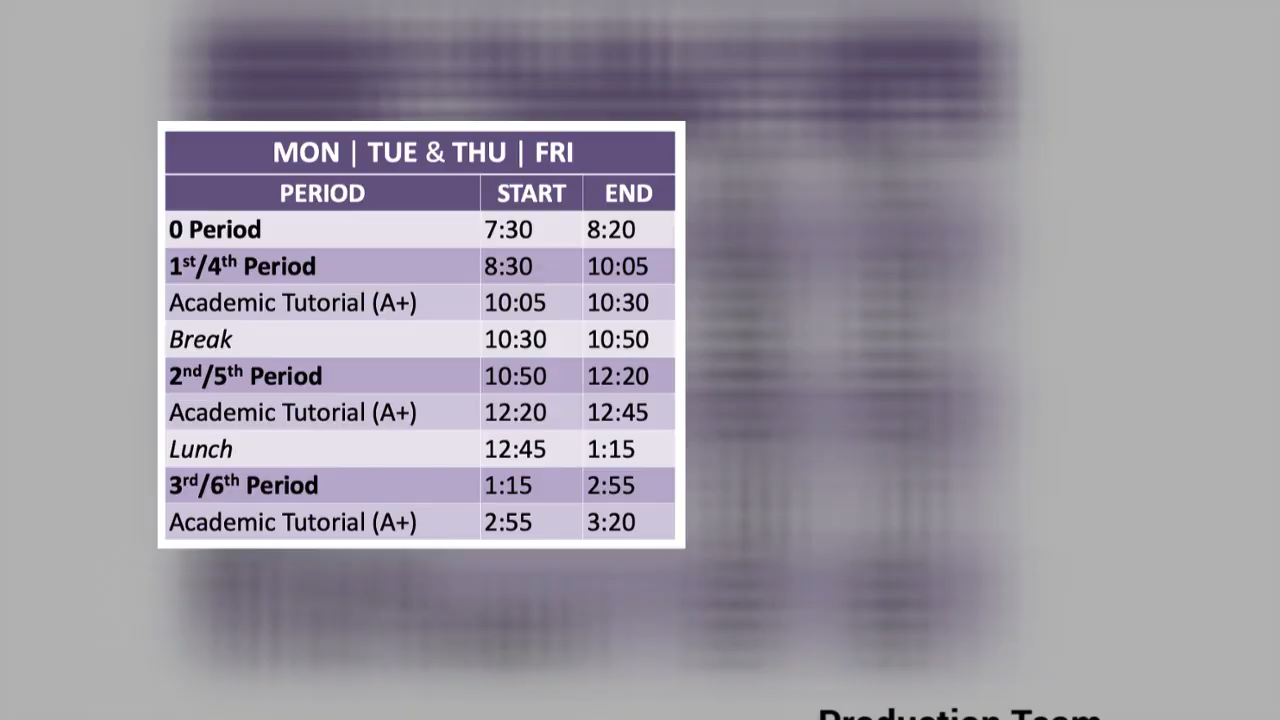 MON | TUE & THU | FRI
PERIOD START END
0 Period 7:30 8:20
1st/4th Period 8:30 10:05
Academic Tutorial (A+) 10:05 10:30
Break 10:30 10:50
2nd/5th Period 10:50 12:20
Academic Tutorial (A+) 12:20 12:45
Lunch 12:45 1:15
3rd/6th Period 1:15 2:55
Academic Tutorial (A+) 2:55 3:20
Production Team